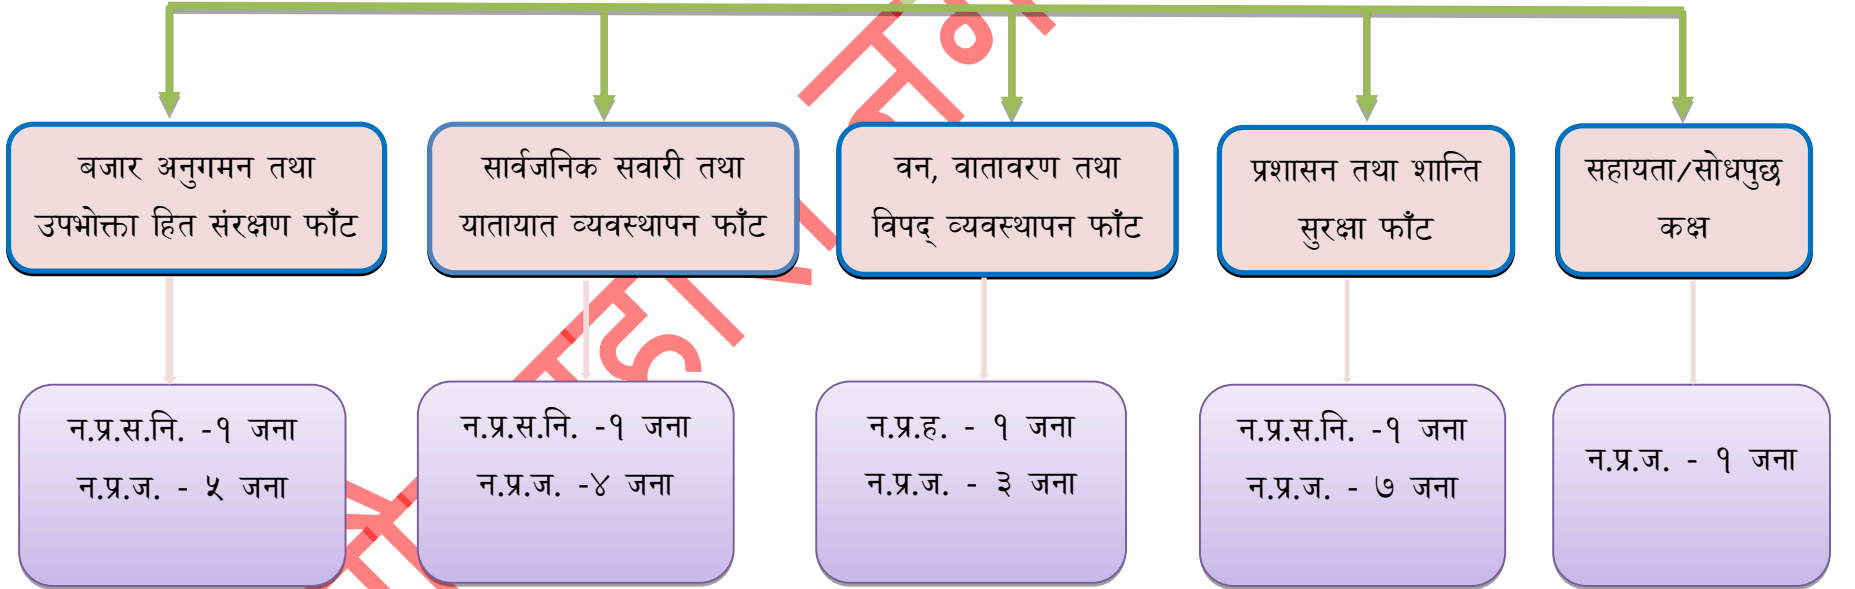 बजार अनुगमन तथा
उपभोक्ता हित संरक्षण फाँट
सार्वजनिक सवारी तथा
यातायात व्यवस्थापन फाँट
वन, वातावरण तथा
विपद् व्यवस्थापन फाँट
प्रशासन तथा शान्ति
सुरक्षा फाँट
सहायता/सोधपुछ
कक्ष
न.प्र.स.नि. -१ जना
न.प्र.ज. - ५ जना
न.प्र.स.नि. -१ जना
न.प्र.ज. -४ जना
न.प्र.ह. - १ जना
न.प्र.ज. - ३ जना
न.प्र.स.नि. -१ जना
न.प्र.ज. - ७ जना
न.प्र.ज. - १ जना